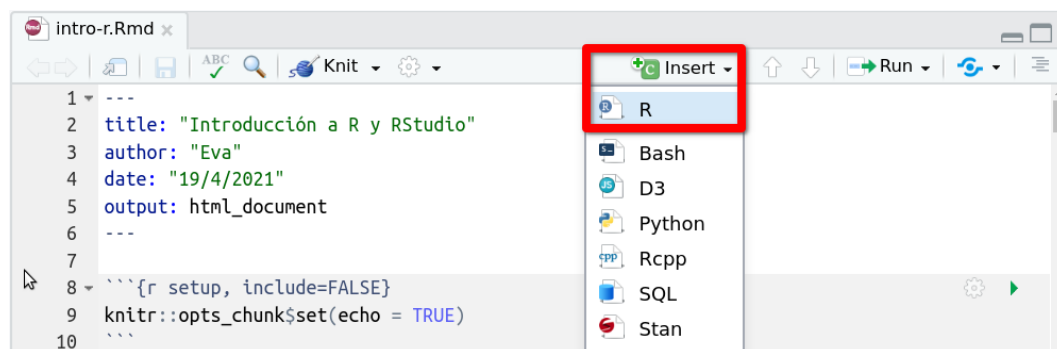 intro-r.Rmd
ABC Knit Insert Run
R
Bash
D3
Python
Rcpp
SQL
Stan
1 ---
2 title: "Introducción a R y RStudio"
3 author: "Eva"
4 date: "19/4/2021"
5 output: html_document
6 ---
7
8 ```{r setup, include=FALSE}
9 knitr::opts_chunk$set(echo = TRUE)
10 ```